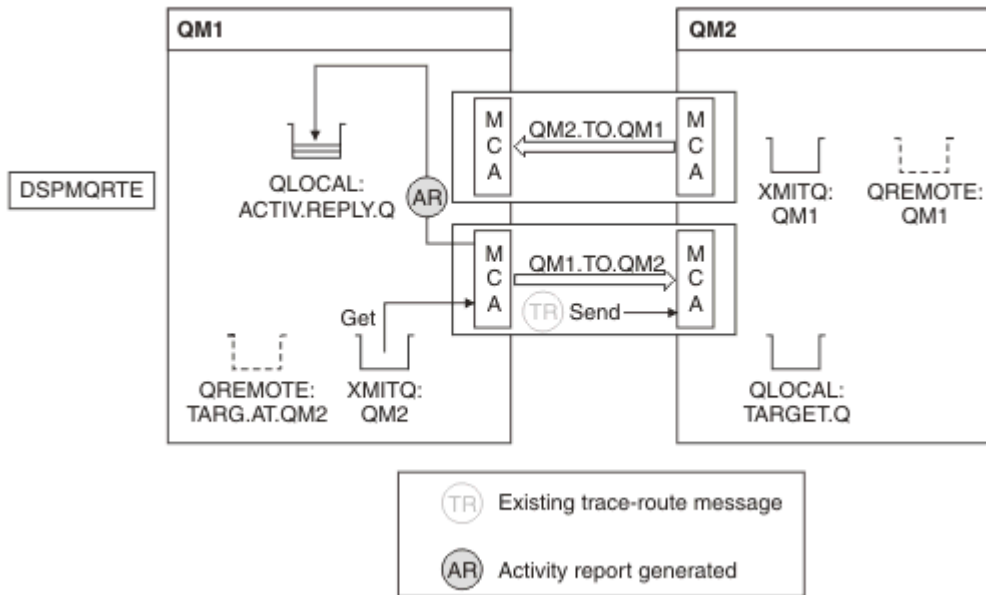 QM1
QM2
M
C
A
QM2.TO.QM1
M
C
A
DSPMQRTE
QLOCAL:
ACTIV.REPLY.Q
AR
XMITQ:
QM1
QREMOTE:
QM1
M
C
A
QM1.TO.QM2
M
C
A
TR
Send
Get
QREMOTE:
TARG.AT.QM2
XMITQ:
QM2
QLOCAL:
TARGET.Q
TR Existing trace-route message
AR Activity report generated